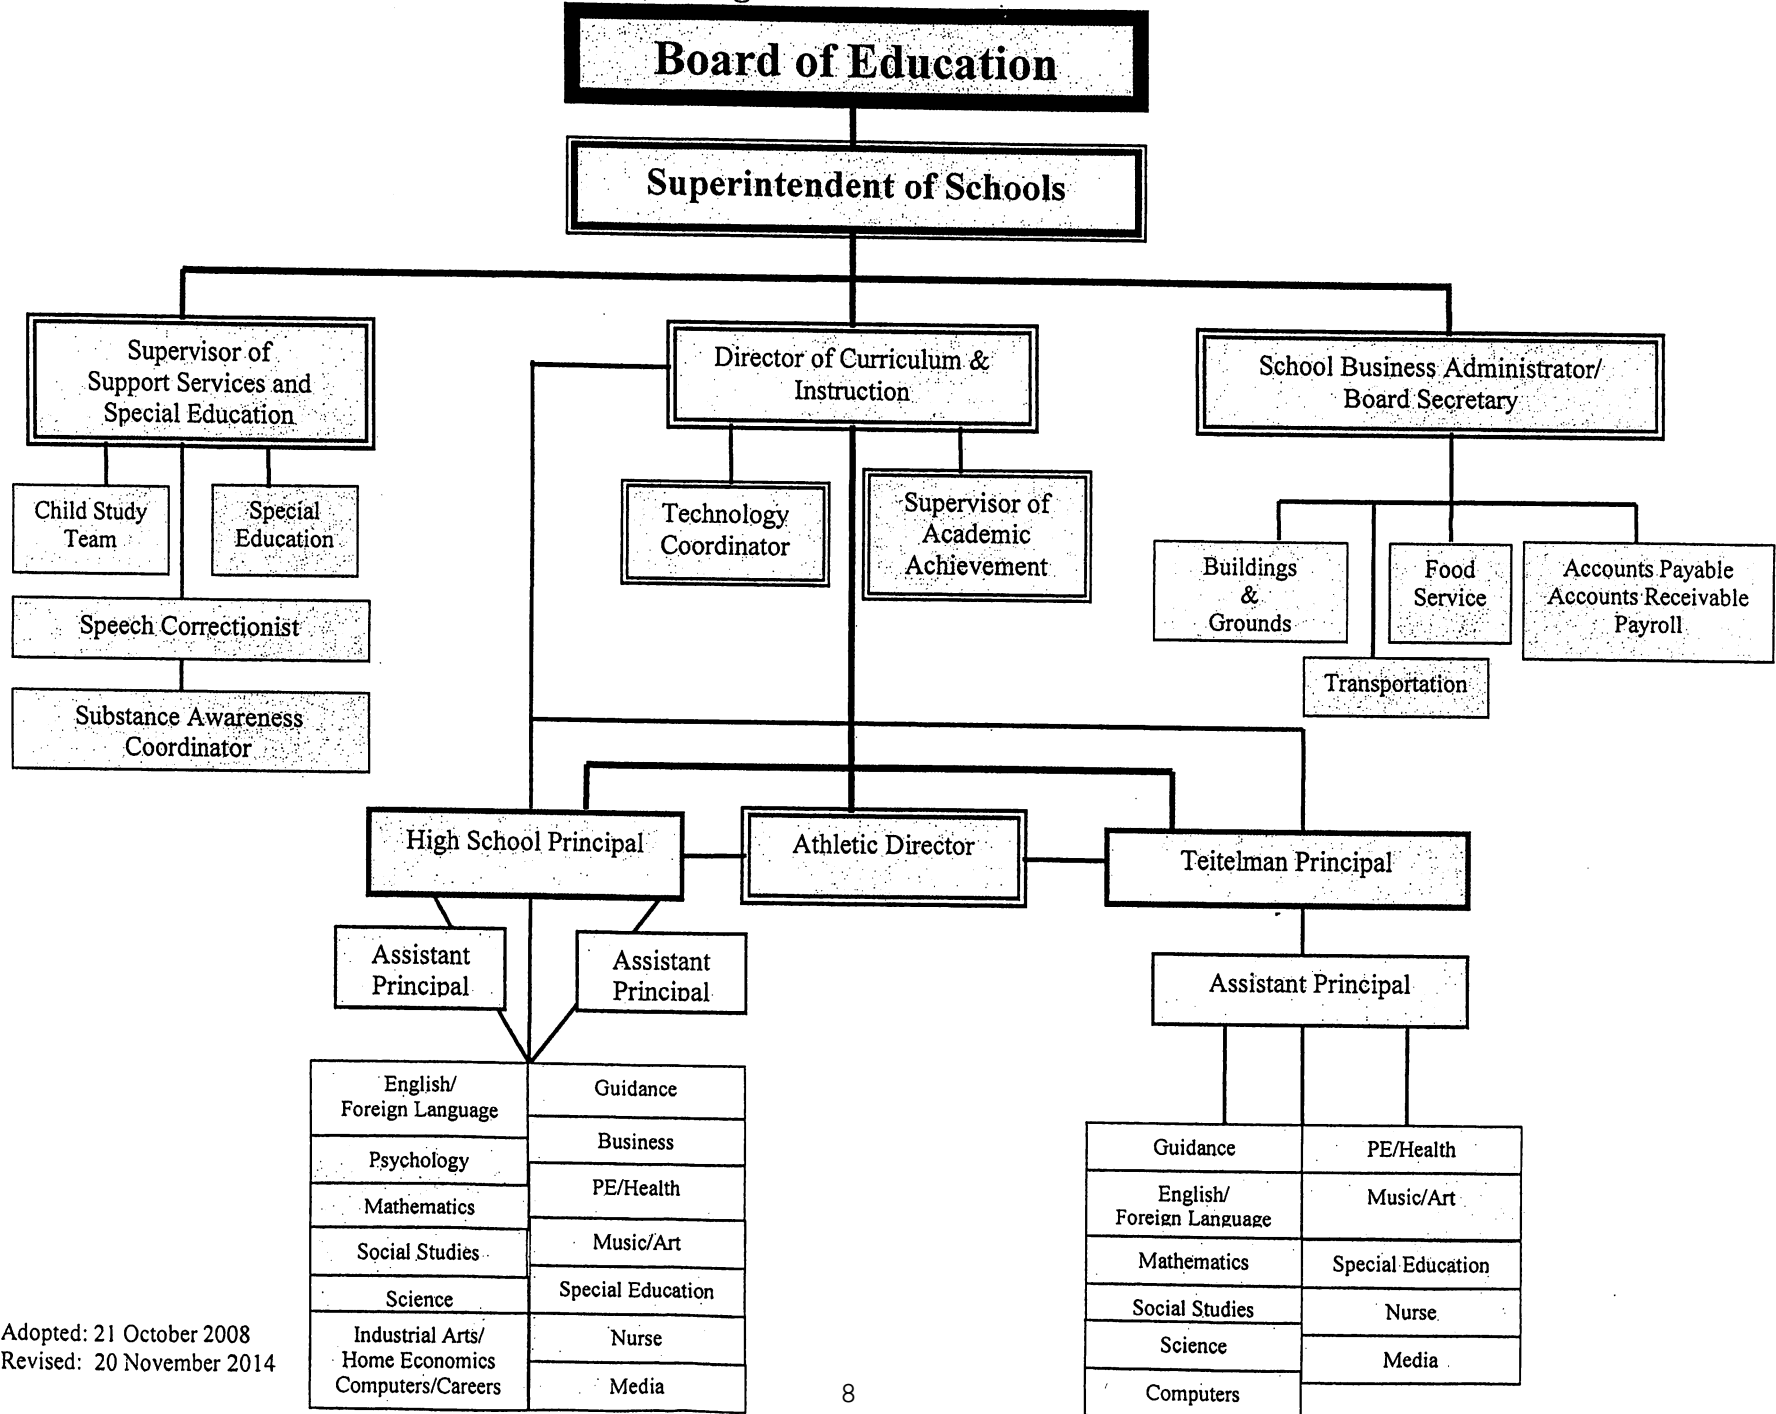 Board of Education
Superintendent of Schools
Supervisor of
Support Services and
Special Education
Director of Curriculum &
Instruction
School Business Administrator/
Board Secretary
Child Study
Team
Special
Education
Technology
Coordinator
Supervisor of
Academic
Achievement
Buildings
&
Grounds
Food
Service
Accounts Payable
Accounts Receivable
Payroll
Speech Correctionist
Transportation
Substance Awareness
Coordinator
High School Principal
Athletic Director
Teitelman Principal
Assistant
Principal
Assistant
Principal
Assistant Principal
English/
Foreign Language
Psychology
Mathematics
Social Studies
Science
Industrial Arts/
Home Economics
Computers/Careers
Guidance
Business
PE/Health
Music/Art
Special Education
Nurse
Media
Guidance
English/
Foreign Language
Mathematics
Social Studies
Science
Computers
PE/Health
Music/Art
Special Education
Nurse
Media
Adopted: 21 October 2008
Revised: 20 November 2014
8